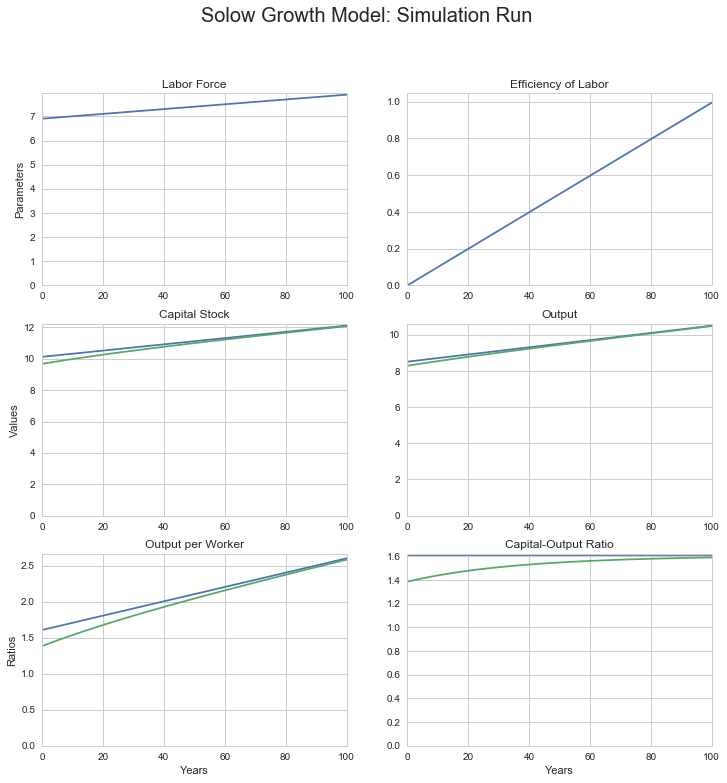 Solow Growth Model: Simulation Run
Labor Force
Efficiency of Labor
Parameters
7
6
5
4
3
2
1
0
0 20 40 60 80 100
1.0
0.8
0.6
0.4
0.2
0.0
0 20 40 60 80 100
Capital Stock
Output
Values
12
10
8
6
4
2
0
0 20 40 60 80 100
10
8
6
4
2
0
0 20 40 60 80 100
Output per Worker
Capital-Output Ratio
Ratios
2.5
2.0
1.5
1.0
0.5
0.0
0 20 40 60 80 100
Years
1.6
1.4
1.2
1.0
0.8
0.6
0.4
0.2
0.0
0 20 40 60 80 100
Years